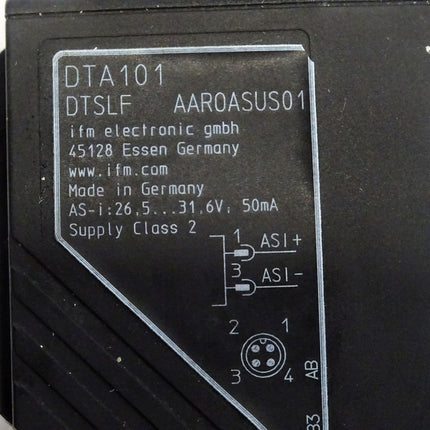 DTA101
DTSLF AAROASUS01
ifm electronic gmbh
45128 Essen Germany
www.ifm.com
Made in Germany
AS-i:26,5...31,6V; 50mA
Supply Class 2
1 ASI+
3 ASI-
2 1
3 4
AB